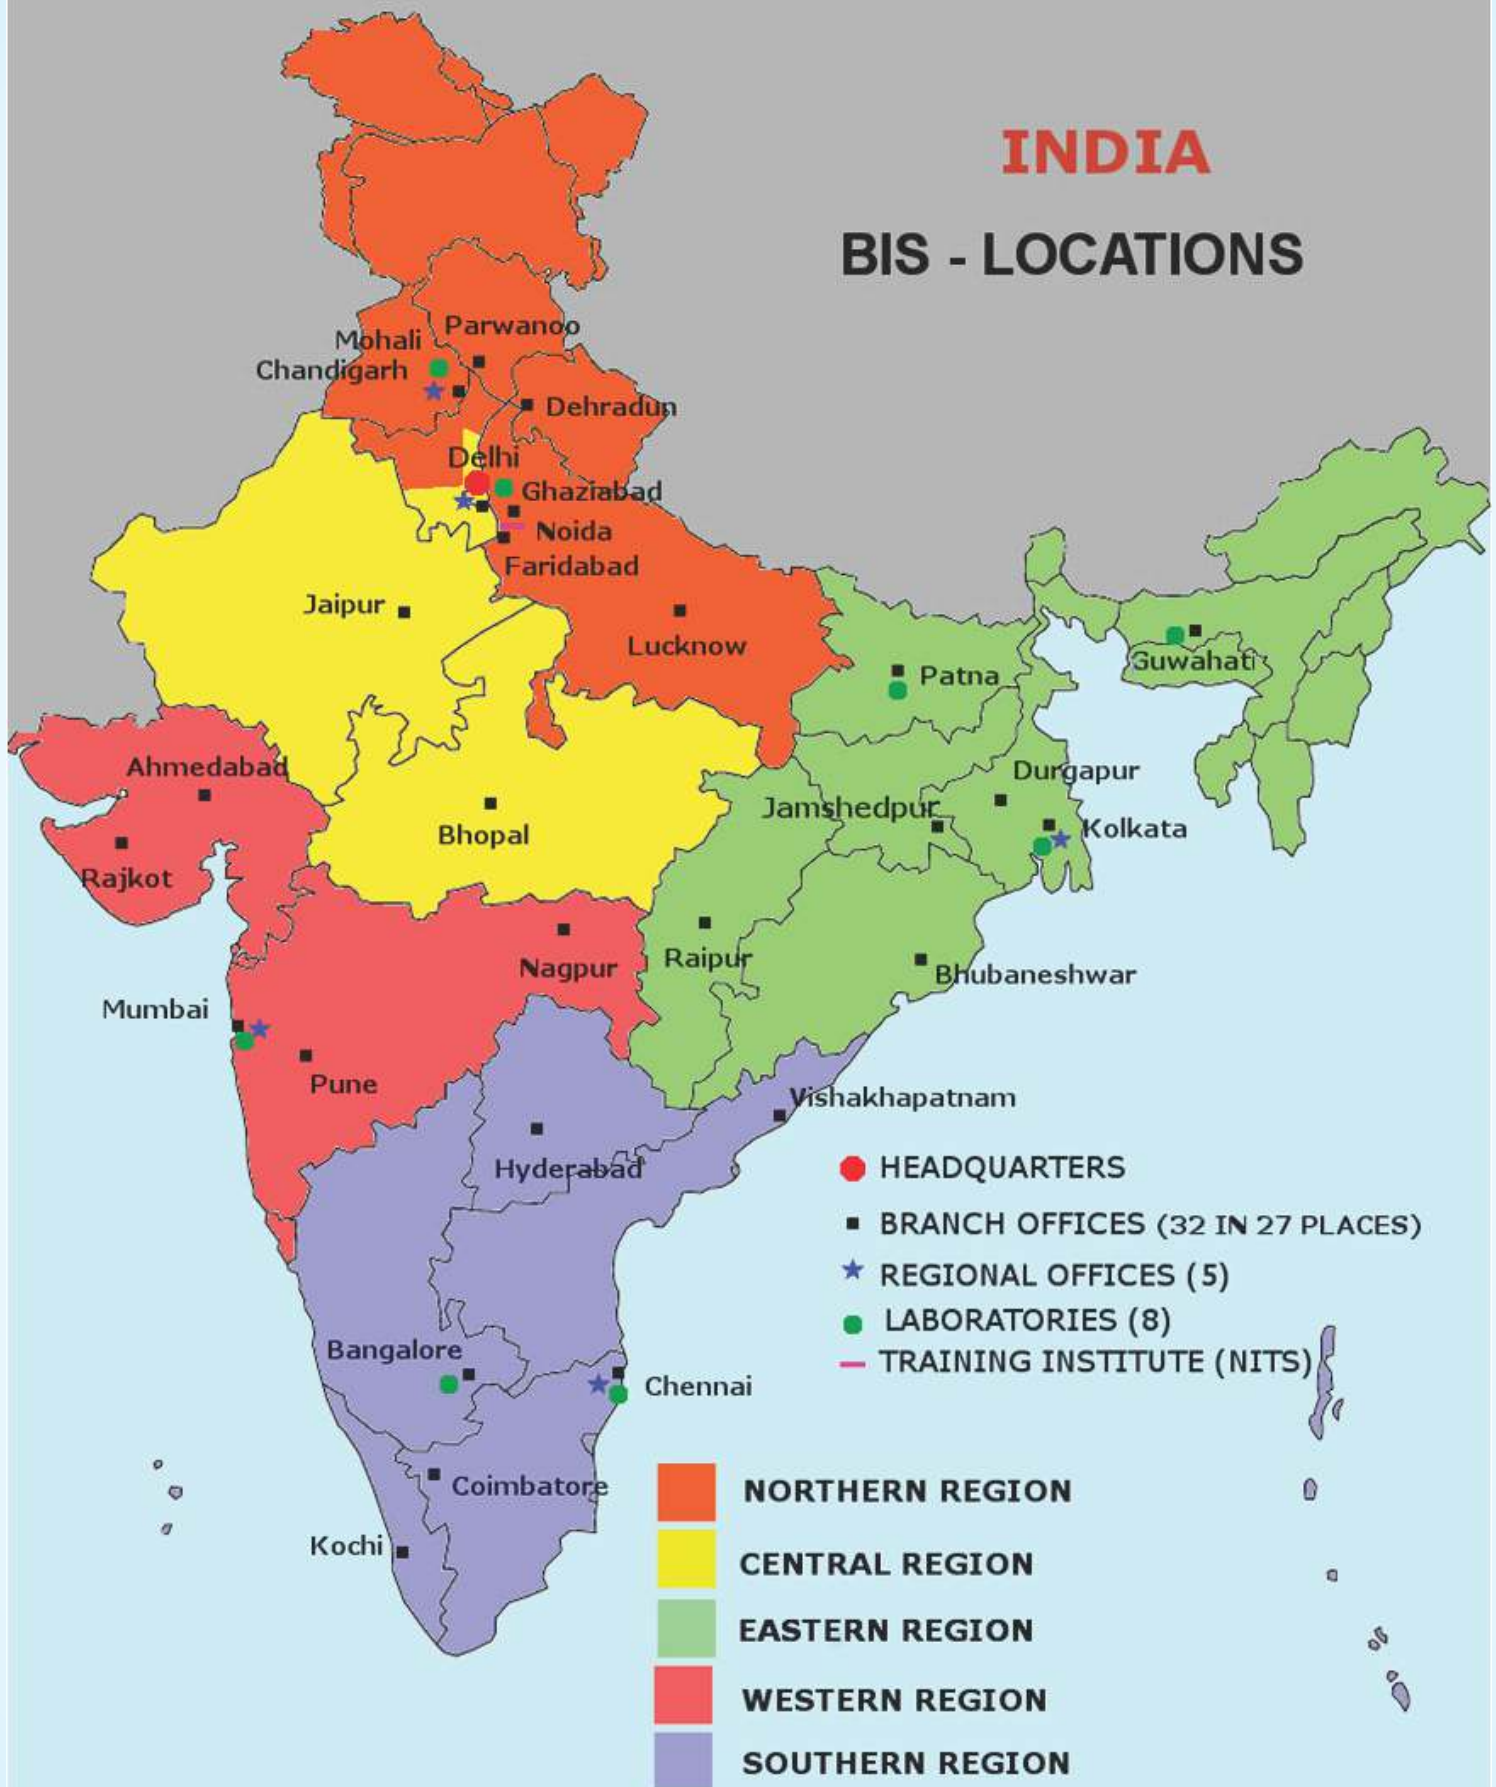 INDIA
BIS - LOCATIONS
Parwanoo
Mohali
Chandigarh
Dehradun
Delhi
Ghaziabad
Noida
Faridabad
Jaipur
Lucknow
Guwahati
Patna
Ahmedabad
Durgapur
Jamshedpur
Kolkata
Bhopal
Rajkot
Nagpur
Raipur
Bhubaneshwar
Mumbai
Pune
Vishakhapatnam
Hyderabad
HEADQUARTERS
BRANCH OFFICES (32 IN 27 PLACES)
REGIONAL OFFICES (5)
LABORATORIES (8)
TRAINING INSTITUTE (NITS)
Bangalore
Chennai
Coimbatore
Kochi
NORTHERN REGION
CENTRAL REGION
EASTERN REGION
WESTERN REGION
SOUTHERN REGION